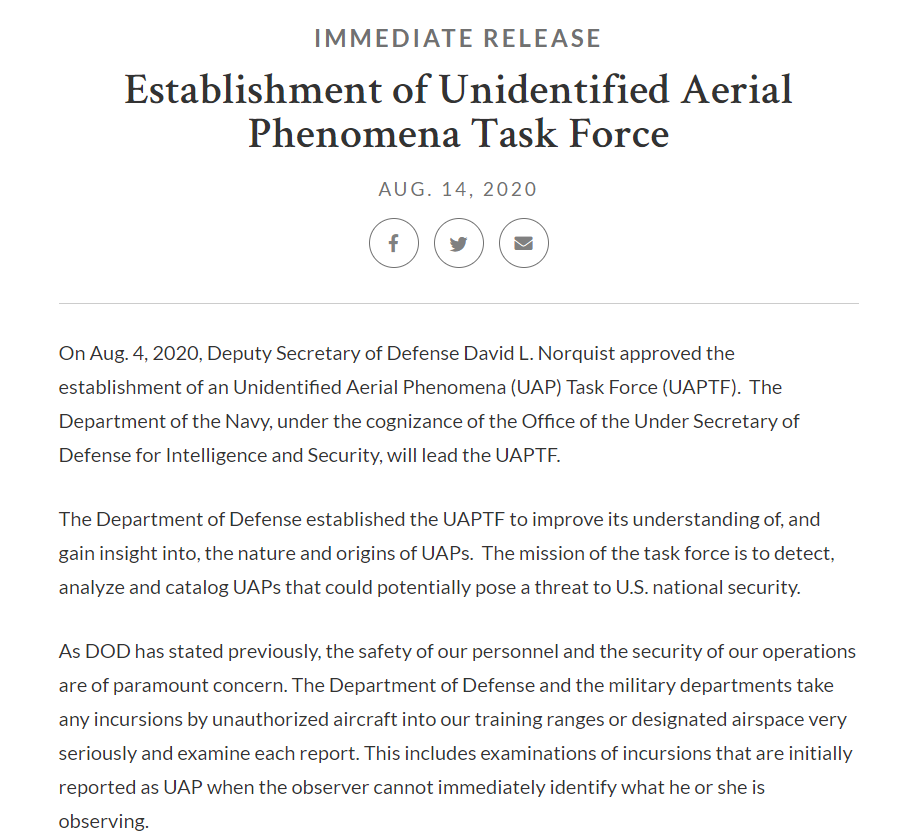 IMMEDIATE RELEASE
Establishment of Unidentified Aerial
Phenomena Task Force
AUG. 14, 2020
On Aug. 4, 2020, Deputy Secretary of Defense David L. Norquist approved the
establishment of an Unidentified Aerial Phenomena (UAP) Task Force (UAPTF).  The
Department of the Navy, under the cognizance of the Office of the Under Secretary of
Defense for Intelligence and Security, will lead the UAPTF.
The Department of Defense established the UAPTF to improve its understanding of, and
gain insight into, the nature and origins of UAPs.  The mission of the task force is to detect,
analyze and catalog UAPs that could potentially pose a threat to U.S. national security.
As DOD has stated previously, the safety of our personnel and the security of our operations
are of paramount concern. The Department of Defense and the military departments take
any incursions by unauthorized aircraft into our training ranges or designated airspace very
seriously and examine each report. This includes examinations of incursions that are initially
reported as UAP when the observer cannot immediately identify what he or she is
observing.